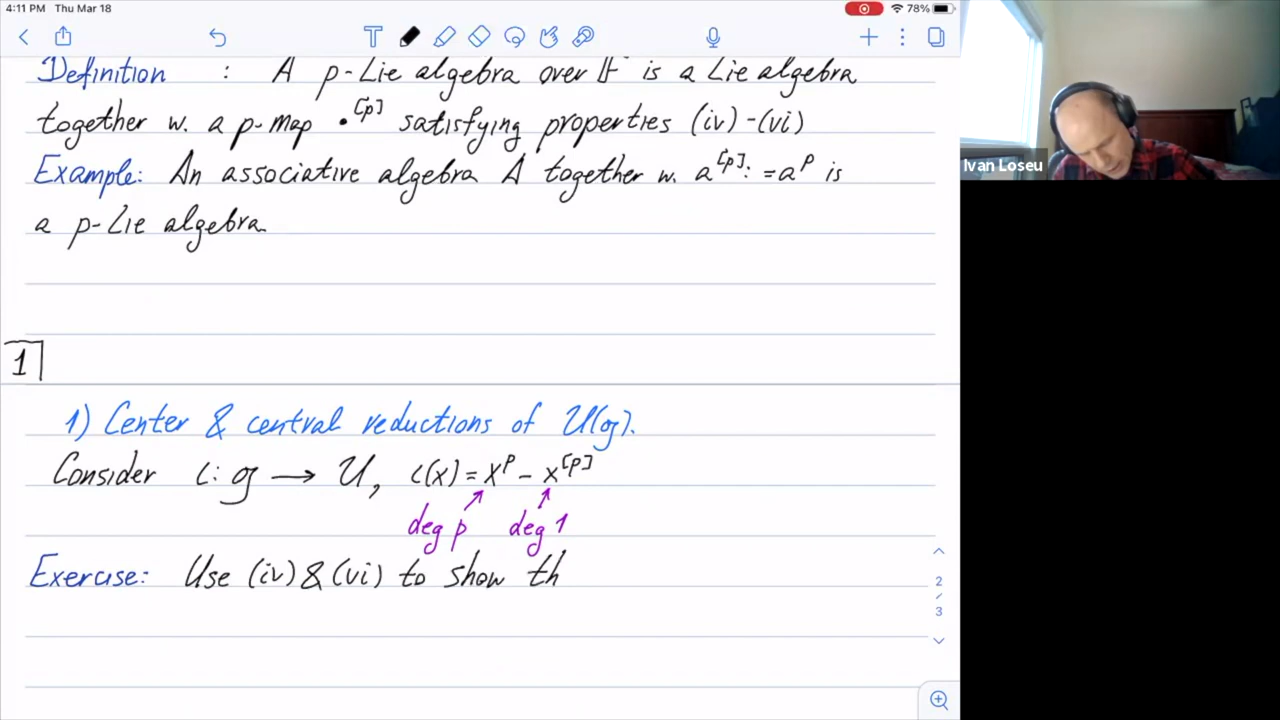 4:11 PM Thu Mar 18
78%
Definition : A p-Lie algebra over 𝔽 is a Lie algebra
together w. a p-map •^[p] satisfying properties (iv)-(vi)
Example: An associative algebra A together w. a^[p]:=a^p is
a p-Lie algebra.
Ivan Loseu
1
1) Center & central reductions of U(g).
Consider ι: g → U, ι(x) = x^p - x^[p]
deg p deg 1
Exercise: Use (iv) & (vi) to show th
2
/
3